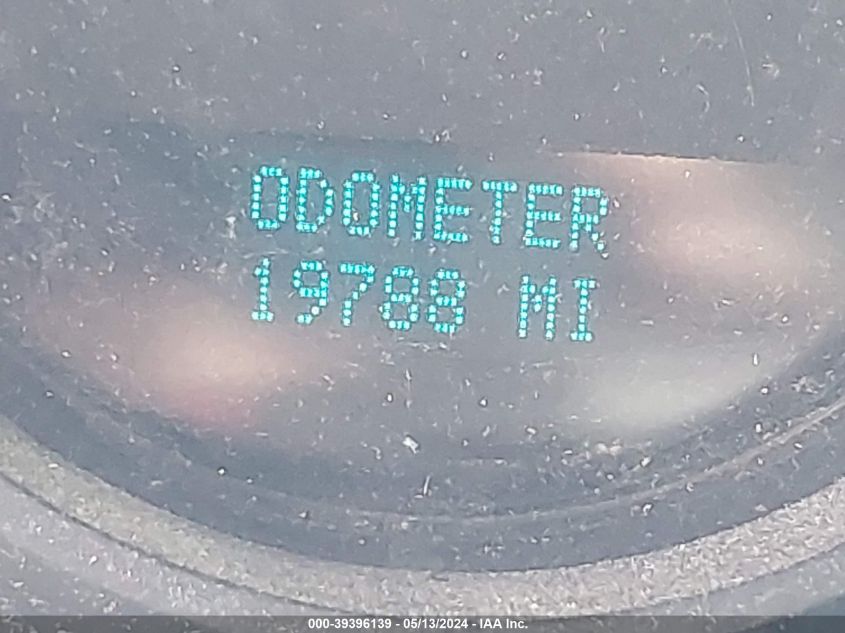 ODOMETER
19788 MI
000-39396139 - 05/13/2024 - IAA Inc.